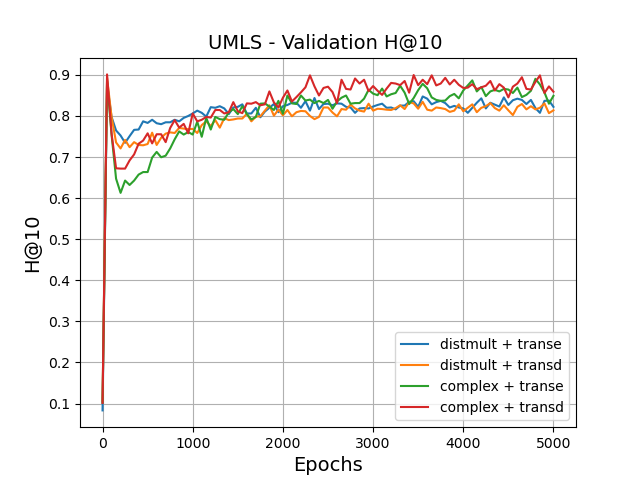 UMLS - Validation H@10
H@10
0.9
0.8
0.7
0.6
0.5
0.4
0.3
0.2
0.1
distmult + transe
distmult + transd
complex + transe
complex + transd
0 1000 2000 3000 4000 5000
Epochs